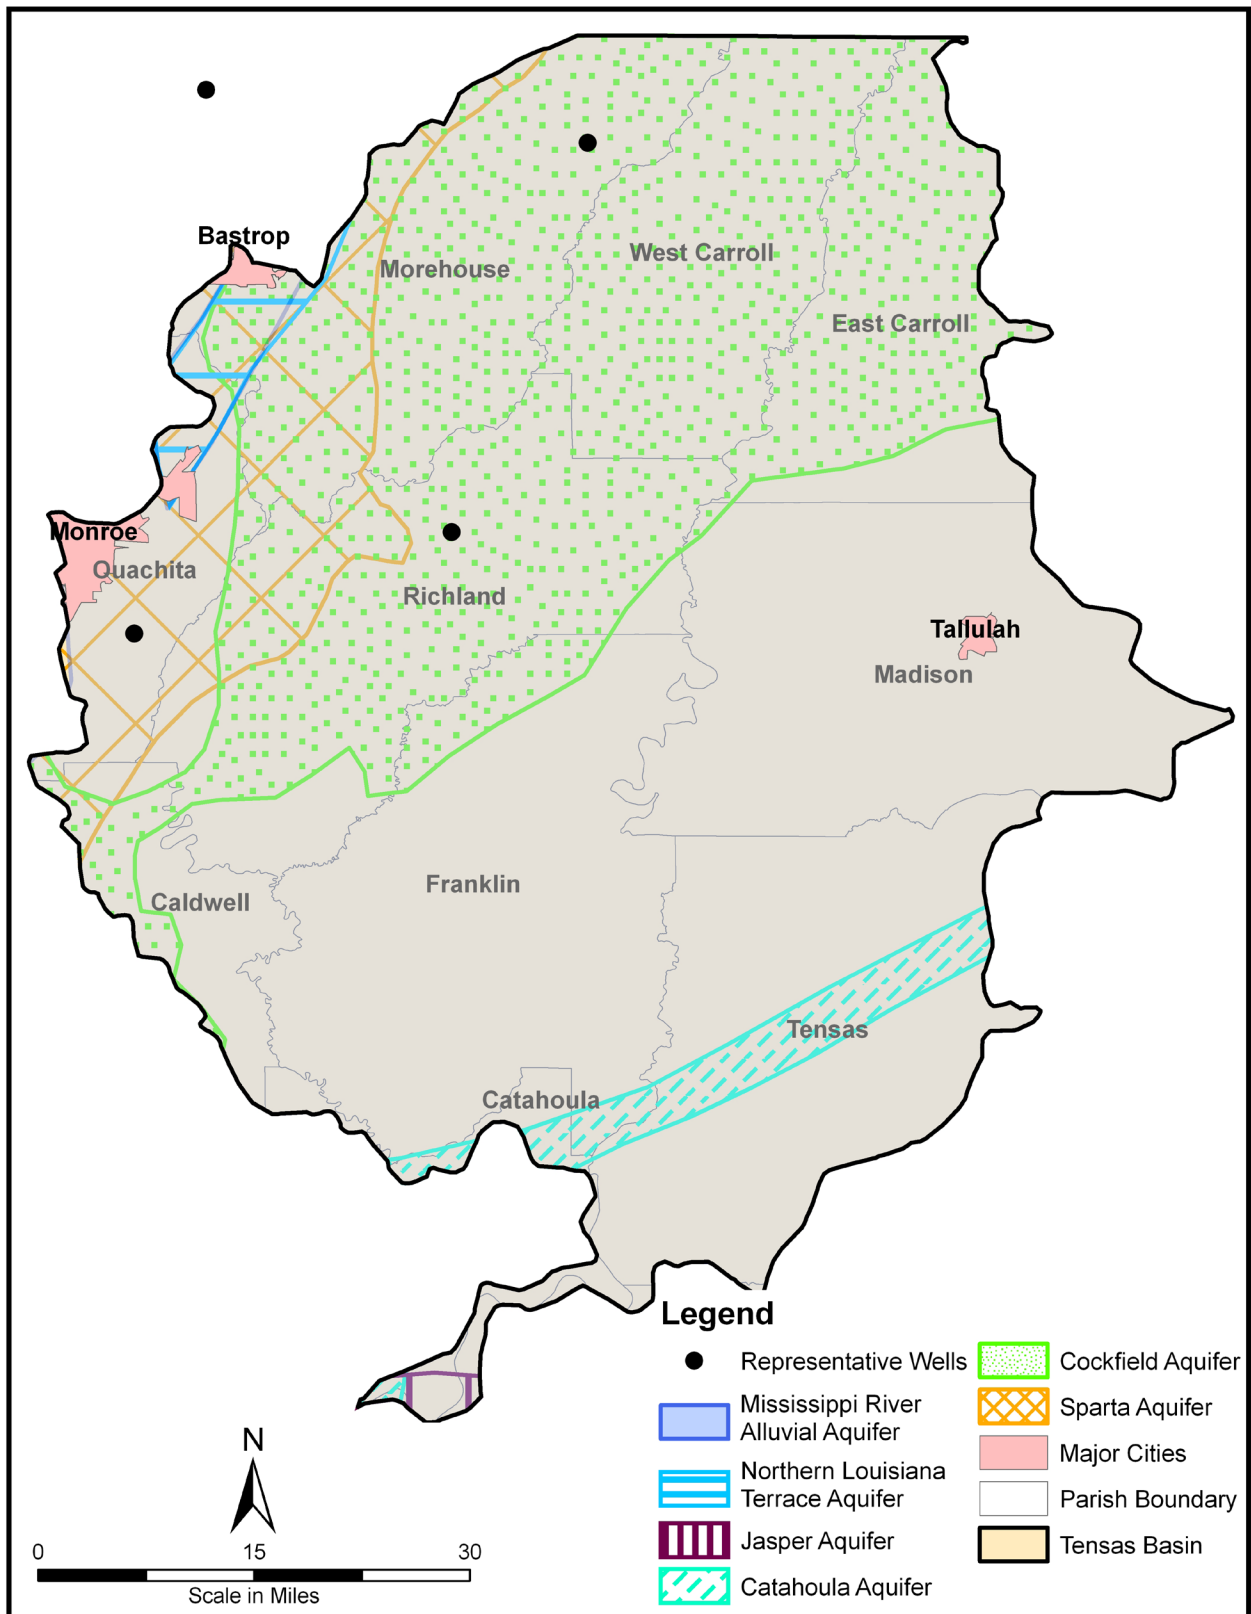 Bastrop
Morehouse
West Carroll
East Carroll
Monroe
Ouachita
Richland
Tallulah
Madison
Franklin
Caldwell
Tensas
Catahoula
Legend
Representative Wells
Mississippi River
Alluvial Aquifer
Northern Louisiana
Terrace Aquifer
Jasper Aquifer
Catahoula Aquifer
Cockfield Aquifer
Sparta Aquifer
Major Cities
Parish Boundary
Tensas Basin
N
0 15 30
Scale in Miles